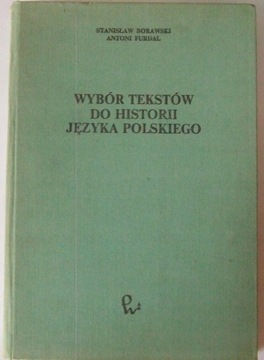 STANISŁAW BORAWSKI
ANTONI FURDAL
WYBÓR TEKSTÓW
DO HISTORII
JĘZYKA POLSKIEGO